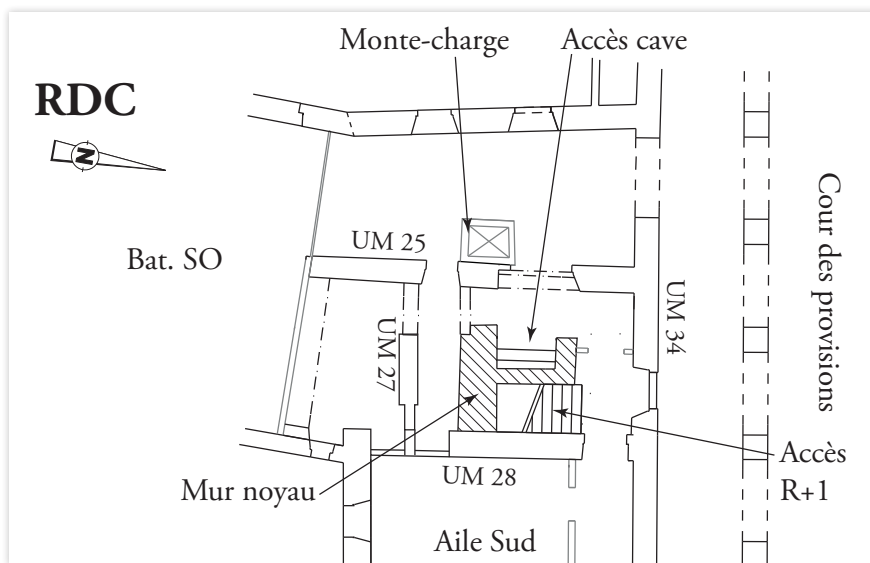 Monte-charge
Accès cave
RDC
N
UM 25
Bat. SO
UM 27
UM 34
Cour des provisions
Mur noyau
UM 28
Accès
R+1
Aile Sud